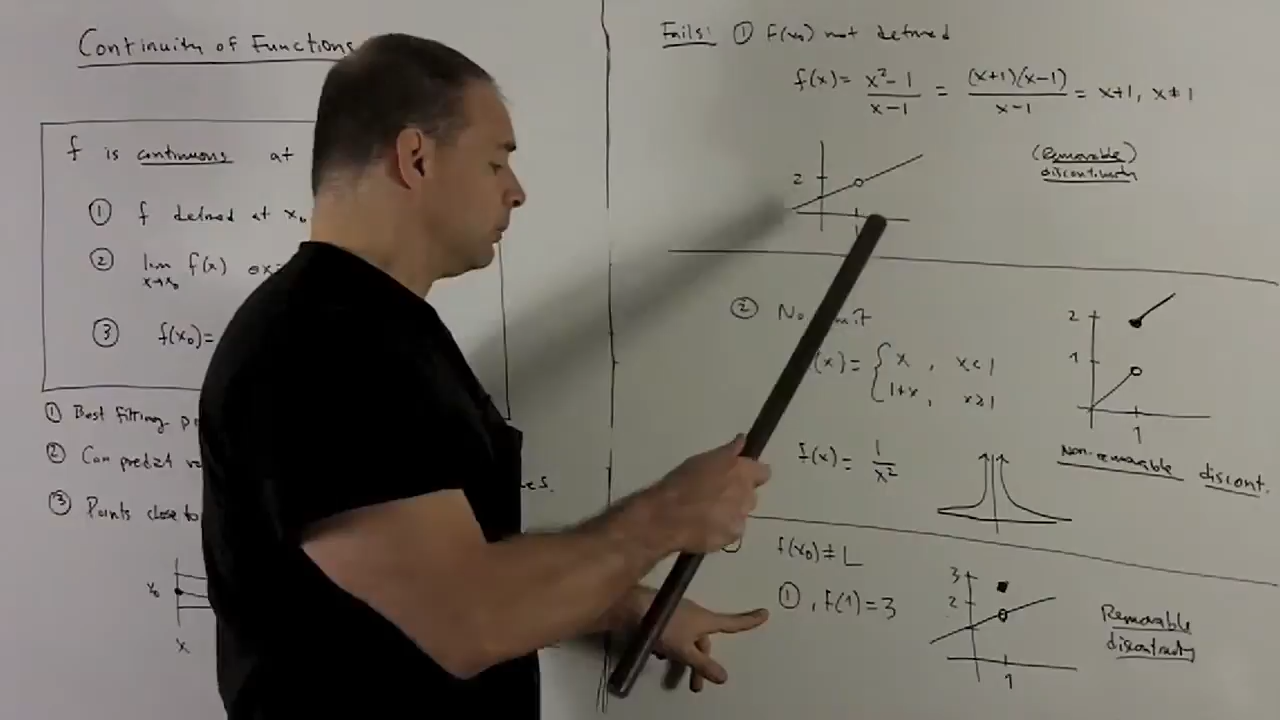 Continuity of Functions
f is continuous at
① f defined at x₀
② lim f(x)
x→x₀
③ f(x₀)=
① Best fitting
② Can predict
③ Points close to
x₀
x
Fails: ① f(x₀) not defined
f(x) = x²-1 / x-1 = (x+1)(x-1) / x-1 = x+1, x≠1
2
1
(Removable)
discontinuity
② No
(x) = { x , x<1
1+x, x≥1
2
1
1
f(x) = 1/x²
Non-removable discont.
f(x₀) ≠ L
①, f(1)=3
3
2
1
Removable
discontinuity